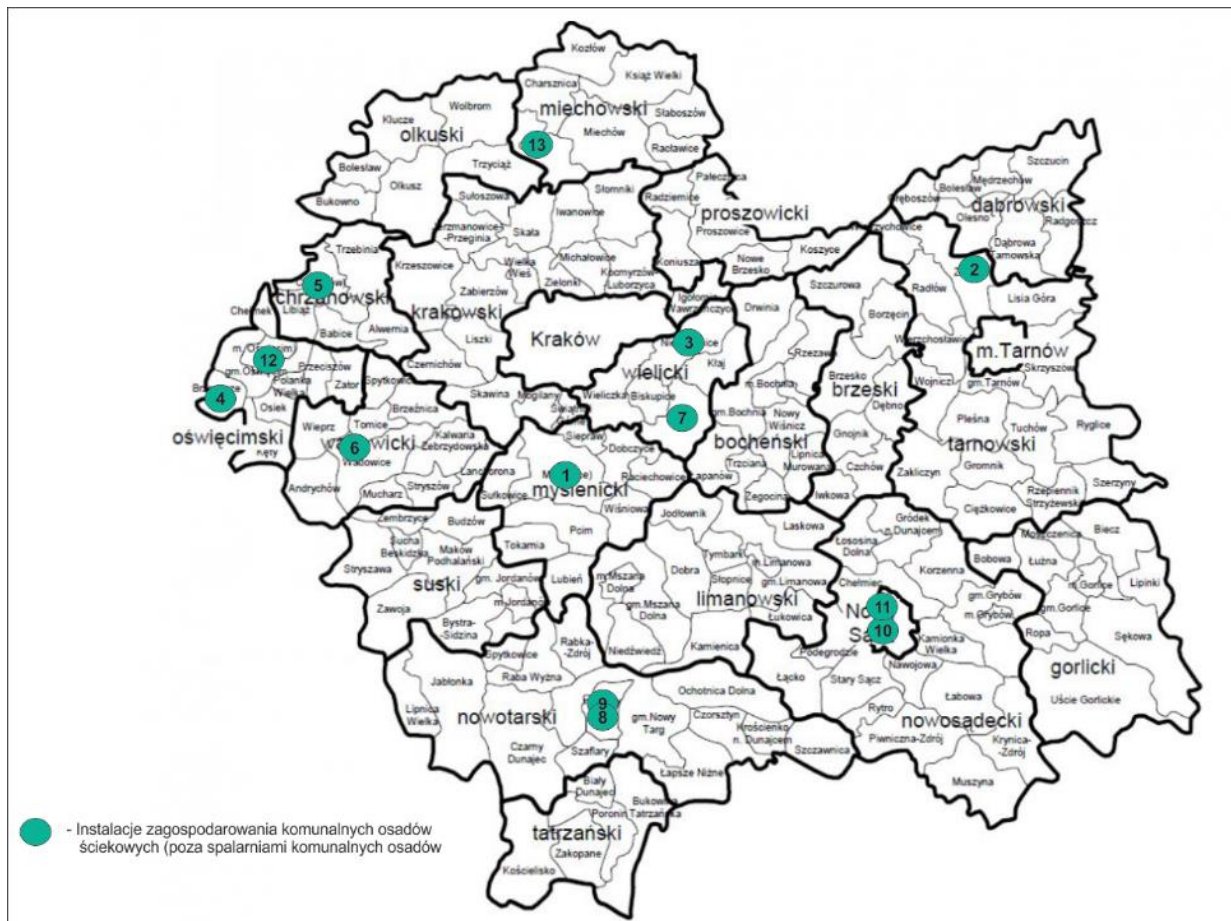 Kozłów
Charsznica
Książ Wielki
miechowski
Słaboszów
Miechów
Racławice
13
Wolbrom
Klucze
olkuski
Trzyciąż
Bolesław
Olkusz
Bukowno
Szczucin
Mędrzechów
Bolesław
dąbrowski
Olesno
Radgoszcz
Dąbrowa
Tarnowska
2
Radziemice
proszowicki
Proszowice
Koszyce
Nowe
Brzesko
Koniusza
Słomniki
Sułoszowa
Iwanowice
Skała
-Przeginia
Krzeszowice
Wielka
Wieś
Michałowice
Zielonki
Kocmyrzów-
Luborzyca
Zabierzów
krakowski
Liszki
Czernichów
Skawina
Mogilany
Trzebinia
5
chrzanowski
Libiąż
Babice
Alwernia
Kraków
3
Kłaj
wielicki
Wieliczka
Biskupice
7
Szczurowa
Drwinia
Rzezawa
m.Bochnia
gm.Bochnia
Nowy
Wiśnicz
bocheński
Lipnica
Murowana
Trzciana
Żegocina
Łapanów
Borzęcin
Brzesko
brzeski
Dębno
Gnojnik
Czchów
Iwkowa
Radłów
Lisia Góra
Wierzchosławice
m.Tarnów
Skrzyszów
Wojnicz
gm.Tarnów
Pleśna
Tuchów
Ryglice
tarnowski
Zakliczyn
Gromnik
Szerzyny
Rzepiennik
Strzyżewski
Ciężkowice
12
Przeciszów
Polanka
Wielka
Zator
4
Osiek
oświęcimski
Kęty
Spytkowice
Brzeźnica
Wieprz
Tomice
6
Kalwaria
Zebrzydowska
Wadowice
Andrychów
Stryszów
Mucharz
Lanckorona
Siepraw
Dobczyce
1
Raciechowice
myślenicki
Sułkowice
Wiśniowa
Pcim
Tokarnia
Lubień
Zembrzyce
Budzów
Sucha
Beskidzka
Maków
Podhalański
Stryszawa
suski
gm.Jordanów
m.Jordanów
Zawoja
Bystra-
Sidzina
Jodłownik
Laskowa
Tymbark
m.Limanowa
Dobra
Słopnice
gm.Limanowa
m.Mszana
Dolna
limanowski
gm.Mszana
Dolna
Łukowica
Niedźwiedź
Kamienica
Gródek
n.Dunajcem
Łososina
Dolna
Korzenna
Bobowa
Chełmiec
gm.Grybów
m.Grybów
11
10
Kamionka
Wielka
Podegrodzie
Nawojowa
Łącko
Stary Sącz
Łabowa
Rytro
nowosądecki
Piwniczna-Zdrój
Krynica-
Zdrój
Muszyna
Biecz
Moszczenica
Łużna
Lipinki
m.Gorlice
gm.Gorlice
Ropa
Sękowa
gorlicki
Uście Gorlickie
Rabka-
Zdrój
Spytkowice
Raba Wyżna
Jabłonka
Lipnica
Wielka
nowotarski
9
8
Ochotnica Dolna
Czorsztyn
gm.Nowy
Targ
Krościenko
n.Dunajcem
Szczawnica
Czarny
Dunajec
Szaflary
Łapsze Niżne
Biały
Dunajec
Poronin
tatrzański
Zakopane
Kościelisko
- Instalacje zagospodarowania komunalnych osadów
ściekowych (poza spalarniami komunalnych osadów